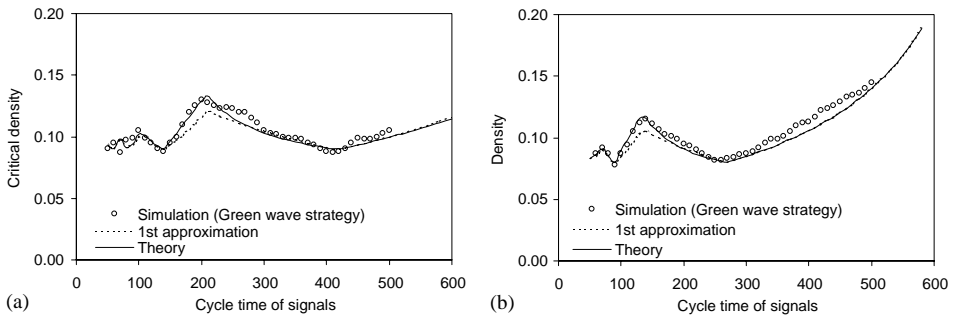 0.20
0.15
0.10
0.05
0.00
Critical density
Simulation (Green wave strategy)
1st approximation
Theory
0 100 200 300 400 500 600
Cycle time of signals
(a)
0.20
0.15
0.10
0.05
0.00
Density
Simulation (Green wave strategy)
1st approximation
Theory
0 100 200 300 400 500 600
Cycle time of signals
(b)